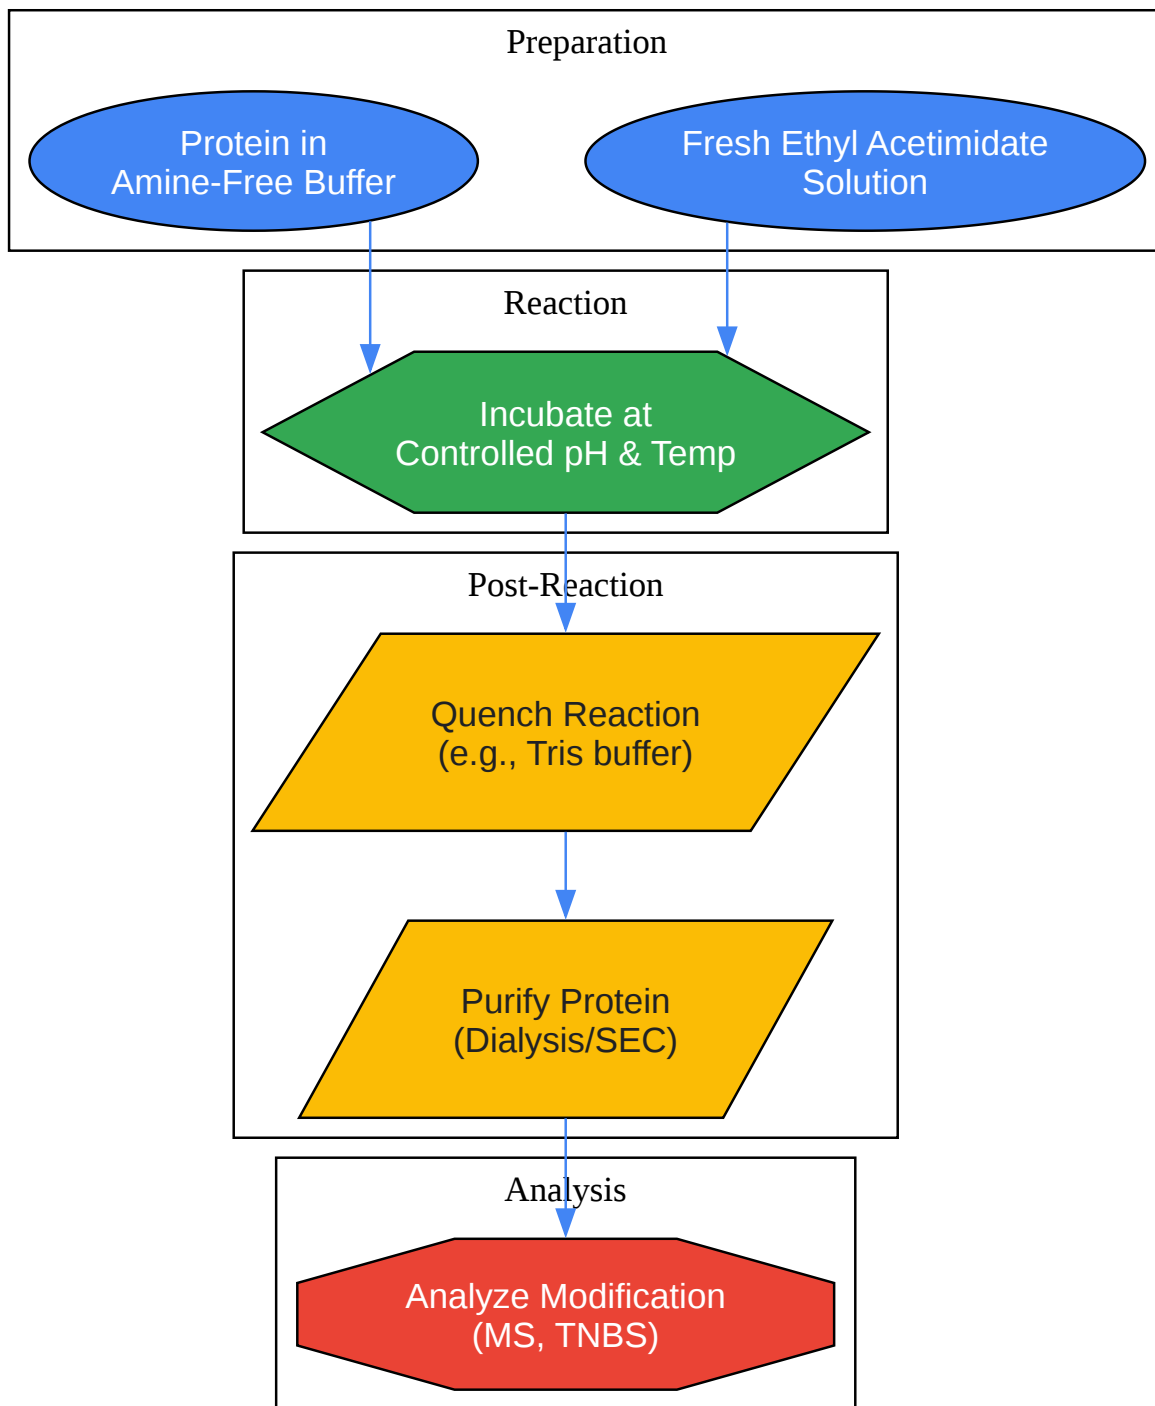 Preparation
Protein in
Amine-Free Buffer
Fresh Ethyl Acetimidate
Solution
Reaction
Incubate at
Controlled pH & Temp
Post-Reaction
Quench Reaction
(e.g., Tris buffer)
Purify Protein
(Dialysis/SEC)
Analysis
Analyze Modification
(MS, TNBS)